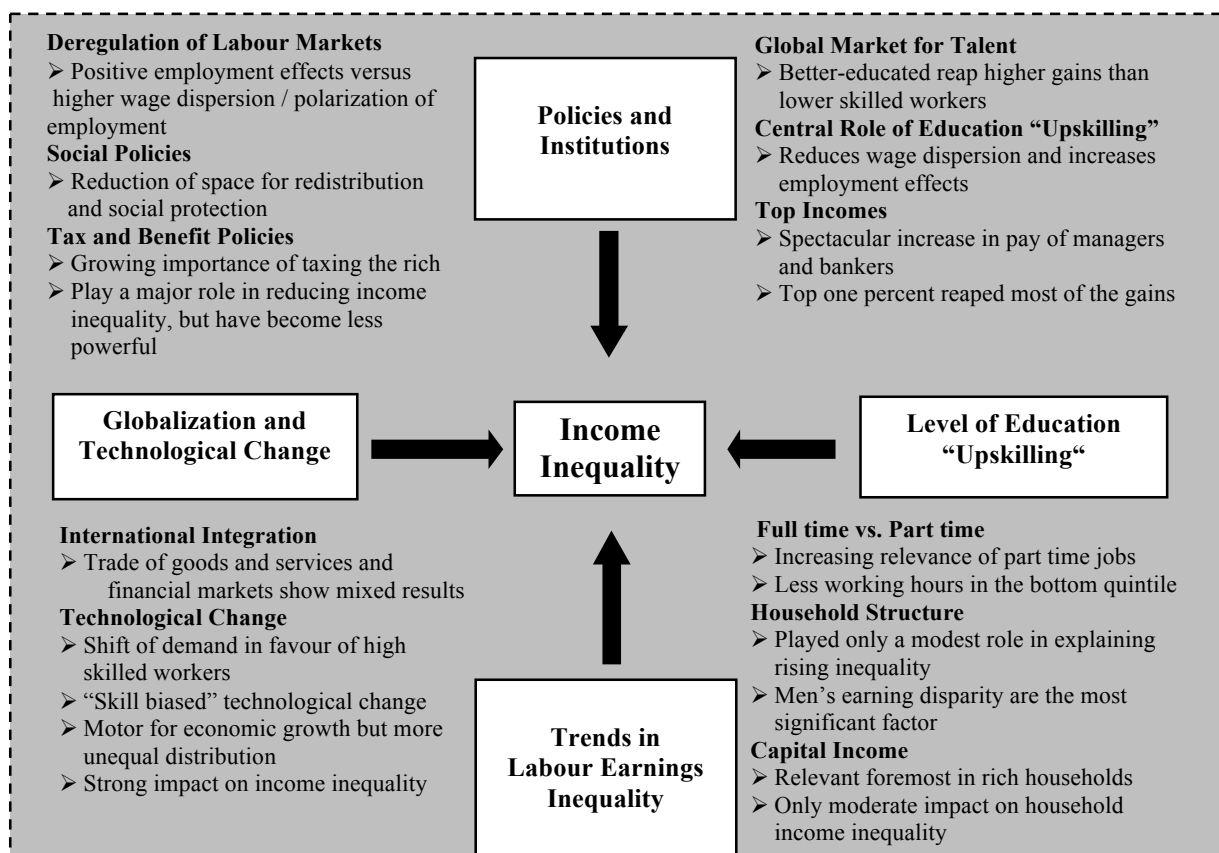 Deregulation of Labour Markets
➢ Positive employment effects versus
higher wage dispersion / polarization of
employment
Social Policies
➢ Reduction of space for redistribution
and social protection
Tax and Benefit Policies
➢ Growing importance of taxing the rich
➢ Play a major role in reducing income
inequality, but have become less
powerful
Policies and
Institutions
Global Market for Talent
➢ Better-educated reap higher gains than
lower skilled workers
Central Role of Education “Upskilling”
➢ Reduces wage dispersion and increases
employment effects
Top Incomes
➢ Spectacular increase in pay of managers
and bankers
➢ Top one percent reaped most of the gains
Globalization and
Technological Change
Income
Inequality
Level of Education
“Upskilling“
International Integration
➢ Trade of goods and services and
financial markets show mixed results
Technological Change
➢ Shift of demand in favour of high
skilled workers
➢ “Skill biased” technological change
➢ Motor for economic growth but more
unequal distribution
➢ Strong impact on income inequality
Trends in
Labour Earnings
Inequality
Full time vs. Part time
➢ Increasing relevance of part time jobs
➢ Less working hours in the bottom quintile
Household Structure
➢ Played only a modest role in explaining
rising inequality
➢ Men’s earning disparity are the most
significant factor
Capital Income
➢ Relevant foremost in rich households
➢ Only moderate impact on household
income inequality